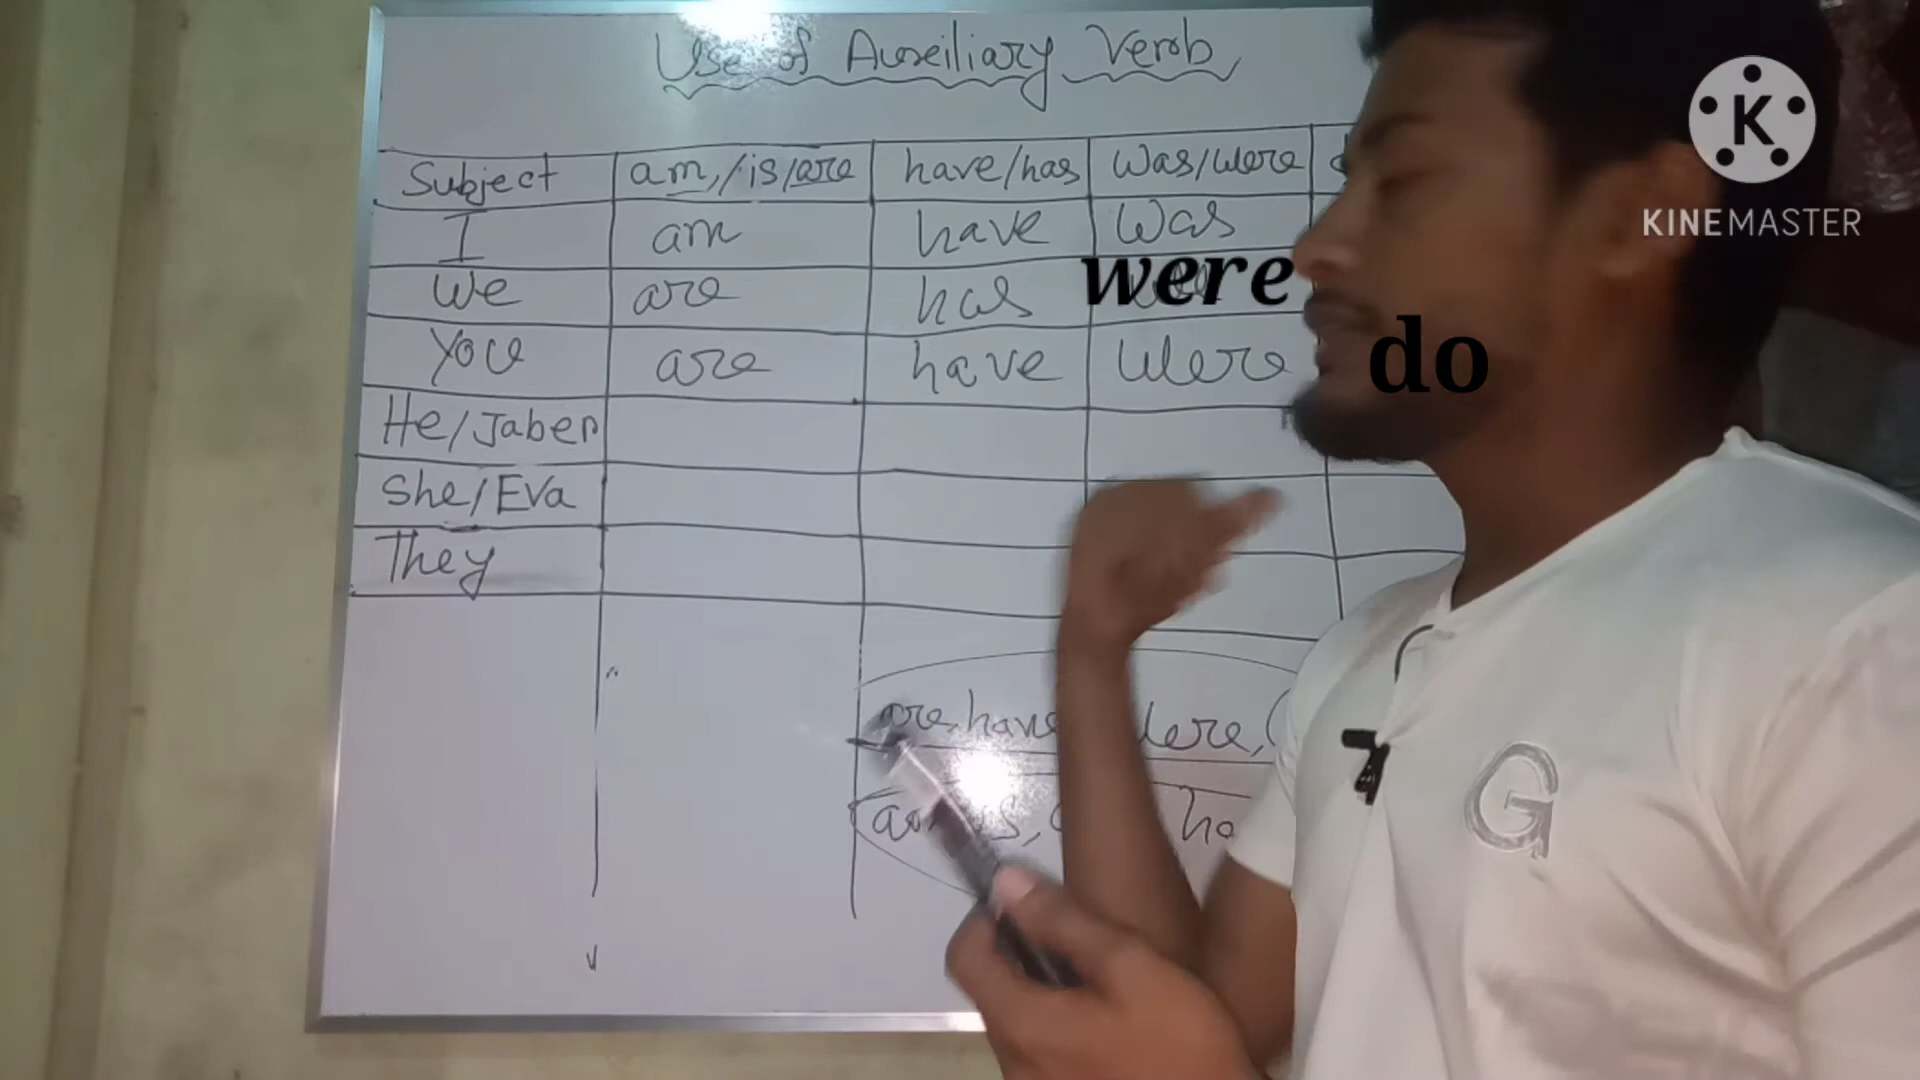 Use of Auxiliary Verb
Subject am,/is/are have/has Was/were
I am have Was
We are has were
You are have were do
He/Jaber
She/Eva
They
are, have
G
K
KINEMASTER